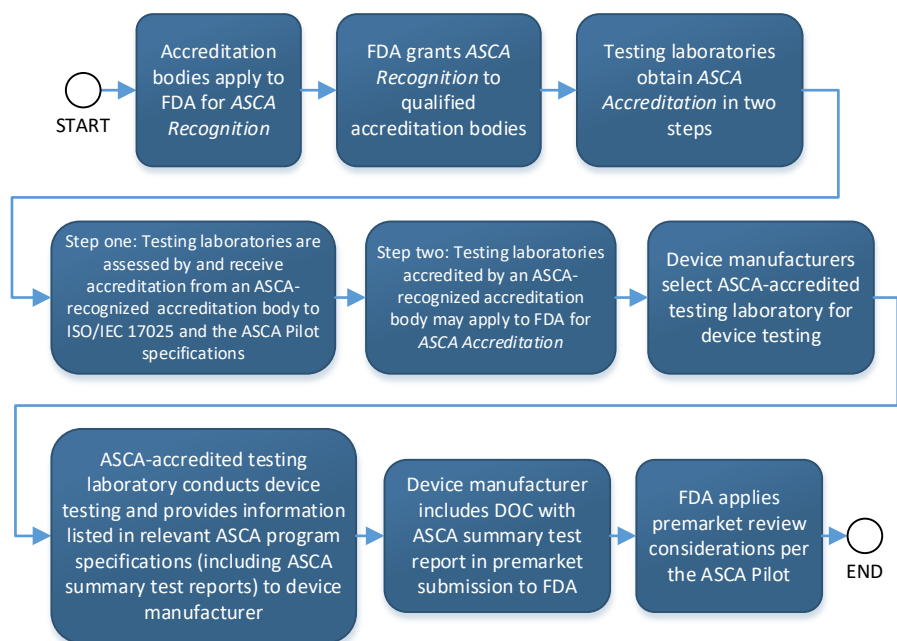 Accreditation
bodies apply to
FDA for ASCA
Recognition
FDA grants ASCA
Recognition to
qualified
accreditation bodies
Testing laboratories
obtain ASCA
Accreditation in two
steps
START
Step one: Testing laboratories are
assessed by and receive
accreditation from an ASCA-
recognized accreditation body to
ISO/IEC 17025 and the ASCA Pilot
specifications
Step two: Testing laboratories
accredited by an ASCA-
recognized accreditation
body may apply to FDA for
ASCA Accreditation
Device manufacturers
select ASCA-accredited
testing laboratory for
device testing
ASCA-accredited testing
laboratory conducts device
testing and provides information
listed in relevant ASCA program
specifications (including ASCA
summary test reports) to device
manufacturer
Device manufacturer
includes DOC with
ASCA summary test
report in premarket
submission to FDA
FDA applies
premarket review
considerations per
the ASCA Pilot
END